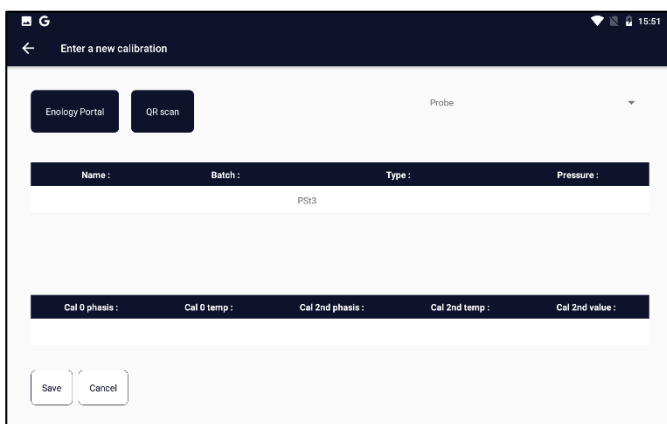 G 15:51
Enter a new calibration
Enology Portal QR scan Probe
Name : Batch : Type : Pressure :
PSt3
Cal 0 phasis : Cal 0 temp : Cal 2nd phasis : Cal 2nd temp : Cal 2nd value :
Save Cancel